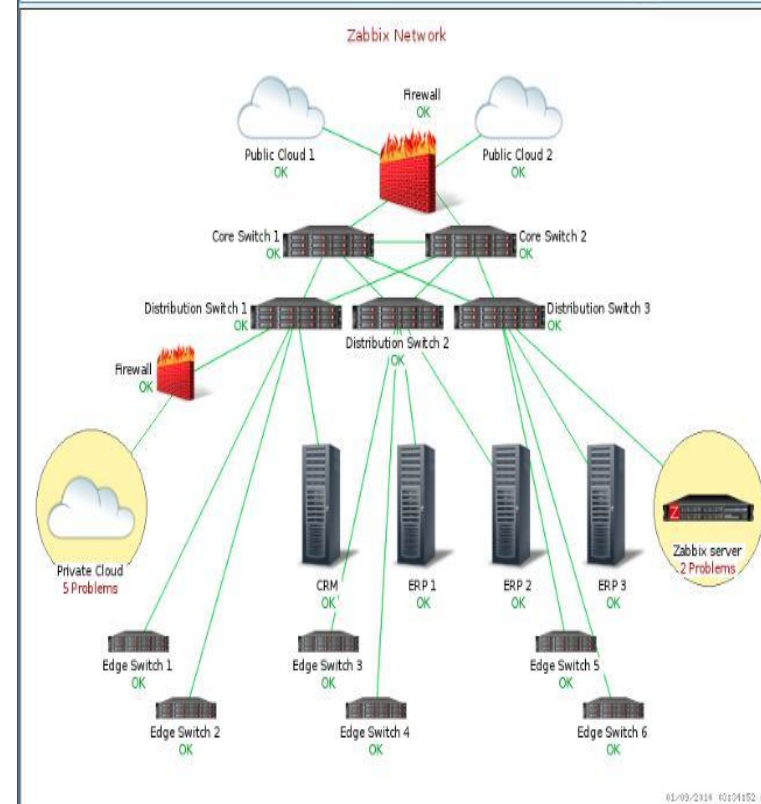 Zabbix Network
Firewall
OK
Public Cloud 1
OK
Public Cloud 2
OK
Core Switch 1
OK
Core Switch 2
OK
Distribution Switch 1
OK
Distribution Switch 2
OK
Distribution Switch 3
OK
Firewall
OK
Private Cloud
5 Problems
CRM
OK
ERP 1
OK
ERP 2
OK
ERP 3
OK
Z
Zabbix server
2 Problems
Edge Switch 1
OK
Edge Switch 3
OK
Edge Switch 5
OK
Edge Switch 2
OK
Edge Switch 4
OK
Edge Switch 6
OK